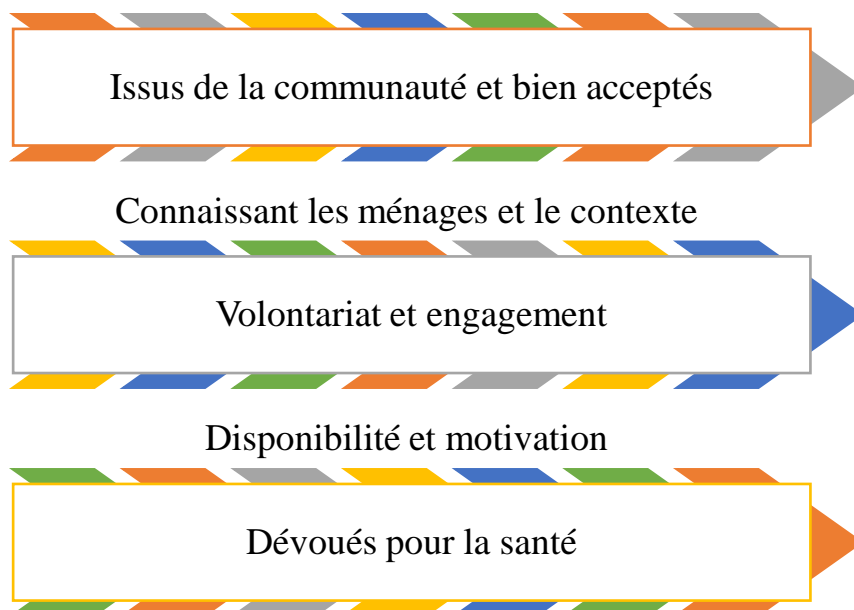 Issus de la communauté et bien acceptés
Connaissant les ménages et le contexte
Volontariat et engagement
Disponibilité et motivation
Dévoués pour la santé